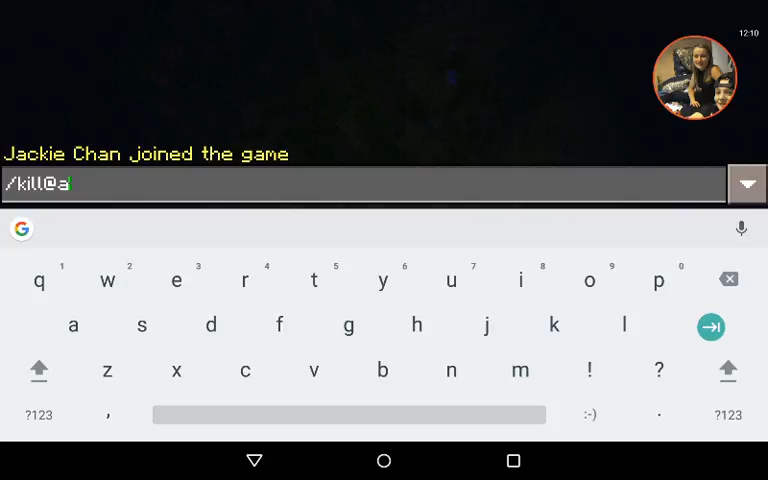 12:10
Jackie Chan joined the game
/kill@a
G
q 1 w 2 e 3 r 4 t 5 y 6 u 7 i 8 o 9 p 0
a s d f g h j k l
z x c v b n m ! ?
?123 , :-) . ?123